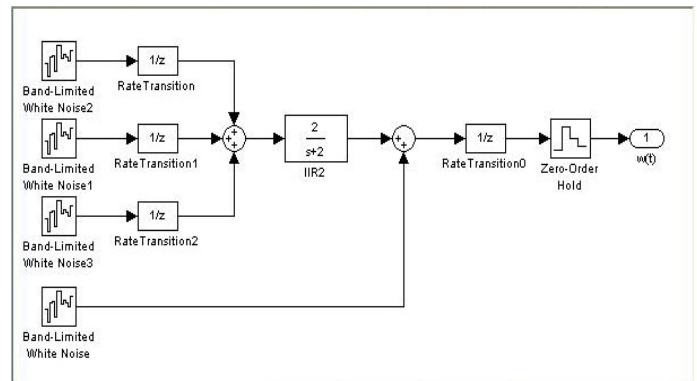 1/z
RateTransition
Band-Limited
White Noise2
1/z
RateTransition1
Band-Limited
White Noise1
+
+
+
2
s+2
IIR2
+
+
1/z
RateTransition0
Zero-Order
Hold
1
w(t)
1/z
RateTransition2
Band-Limited
White Noise3
Band-Limited
White Noise